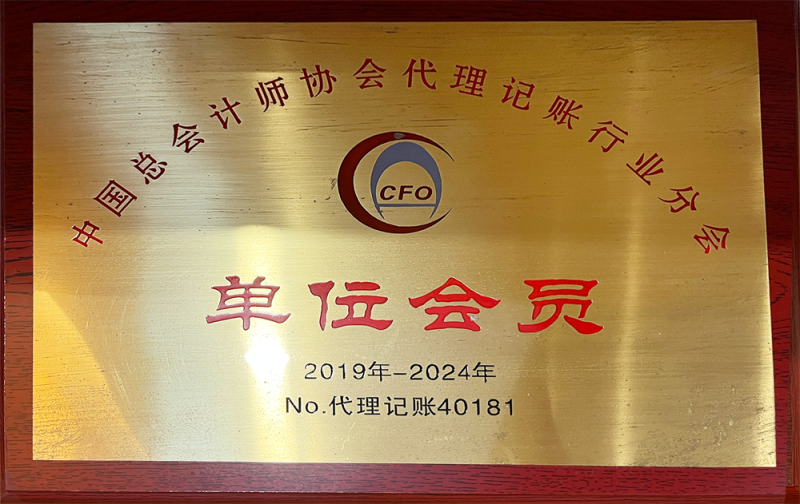 中国总会计师协会代理记账行业分会
CFO
单位会员
2019年-2024年
No.代理记账40181